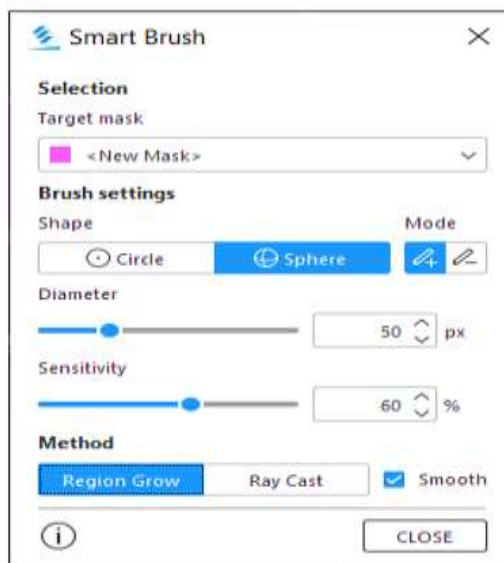 Smart Brush
Selection
Target mask
<New Mask>
Brush settings
Shape Mode
Circle Sphere
Diameter
50 px
Sensitivity
60 %
Method
Region Grow Ray Cast Smooth
i CLOSE